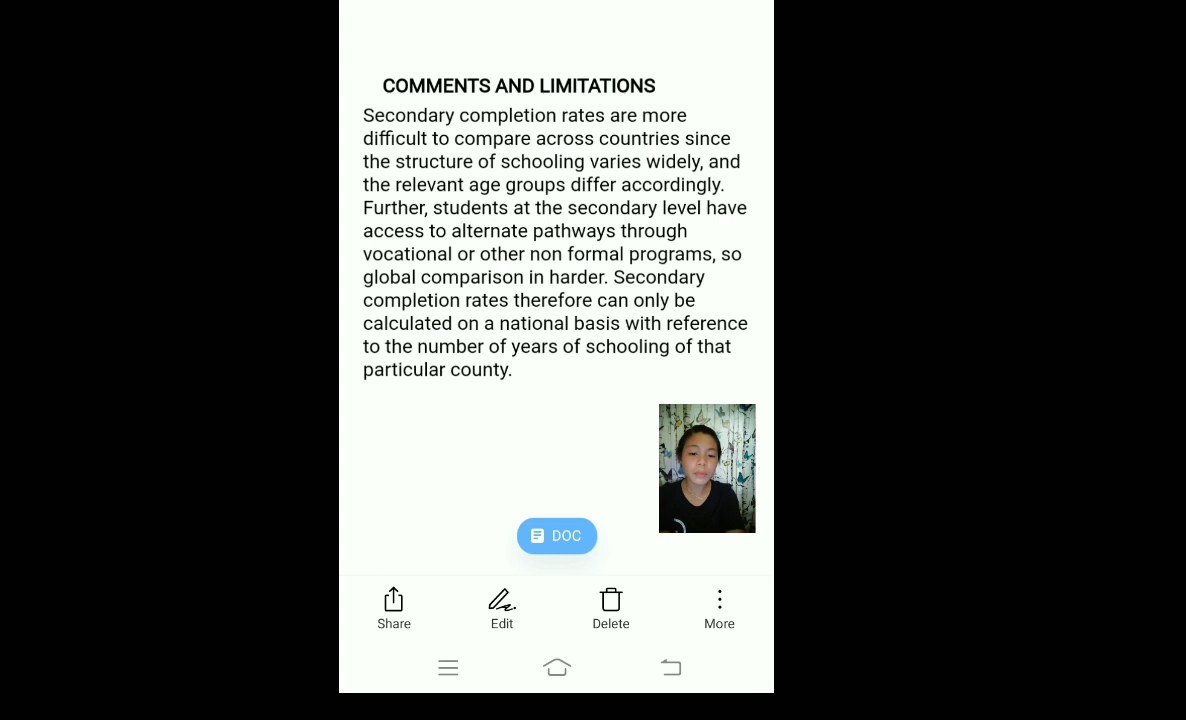 COMMENTS AND LIMITATIONS
Secondary completion rates are more
difficult to compare across countries since
the structure of schooling varies widely, and
the relevant age groups differ accordingly.
Further, students at the secondary level have
access to alternate pathways through
vocational or other non formal programs, so
global comparison in harder. Secondary
completion rates therefore can only be
calculated on a national basis with reference
to the number of years of schooling of that
particular county.
DOC
Share Edit Delete More